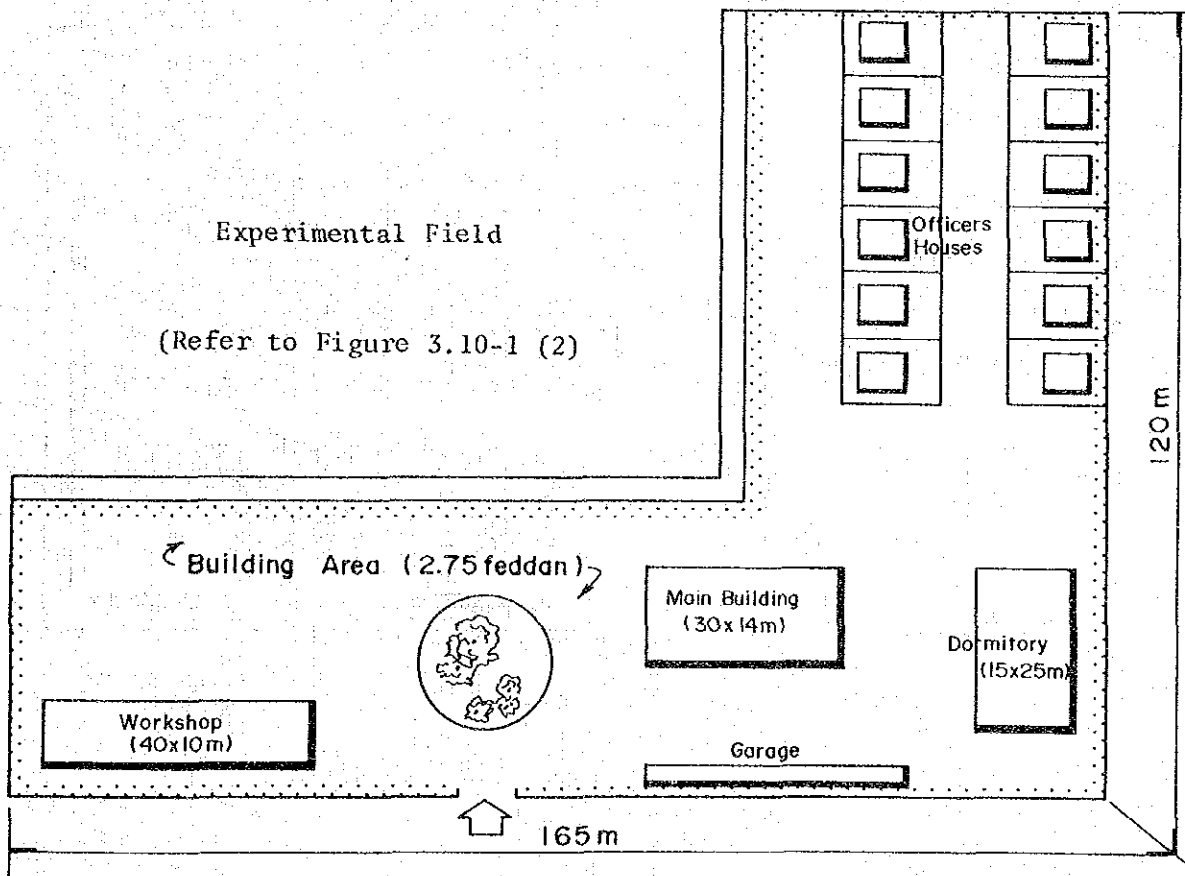 Experimental Field
(Refer to Figure 3.10-1 (2)
Officers
Houses
120m
Building Area (2.75 feddan)
Main Building
(30x14m)
Dormitory
(15x25m)
Workshop
(40x10m)
Garage
165m